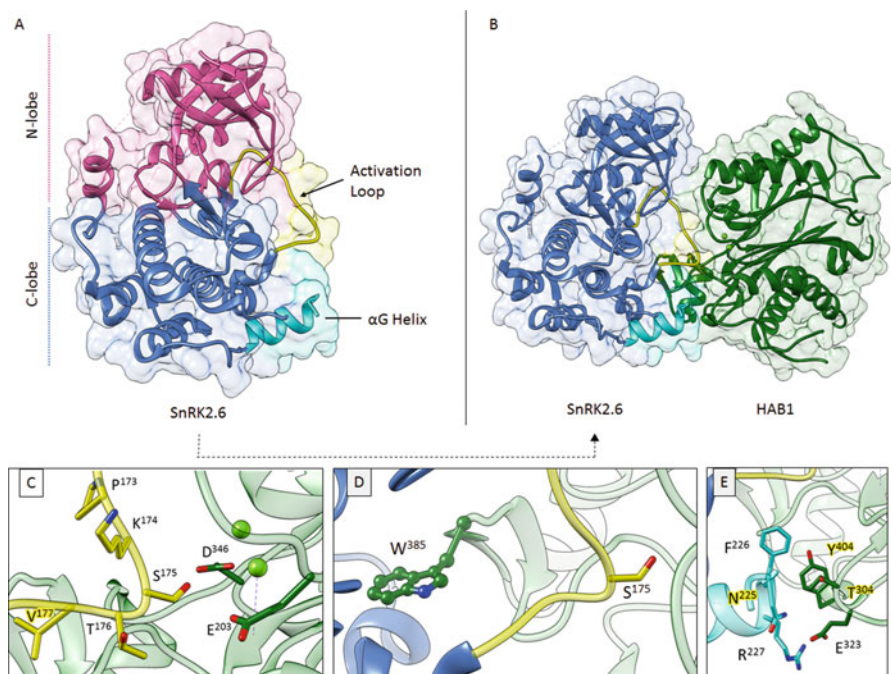 A
B
N-lobe
C-lobe
Activation
Loop
αG Helix
SnRK2.6
SnRK2.6
HAB1
C
P173
K174
S175
D346
V177
T176
E203
D
W385
S175
E
F226
Y404
N225
T304
R227
E323